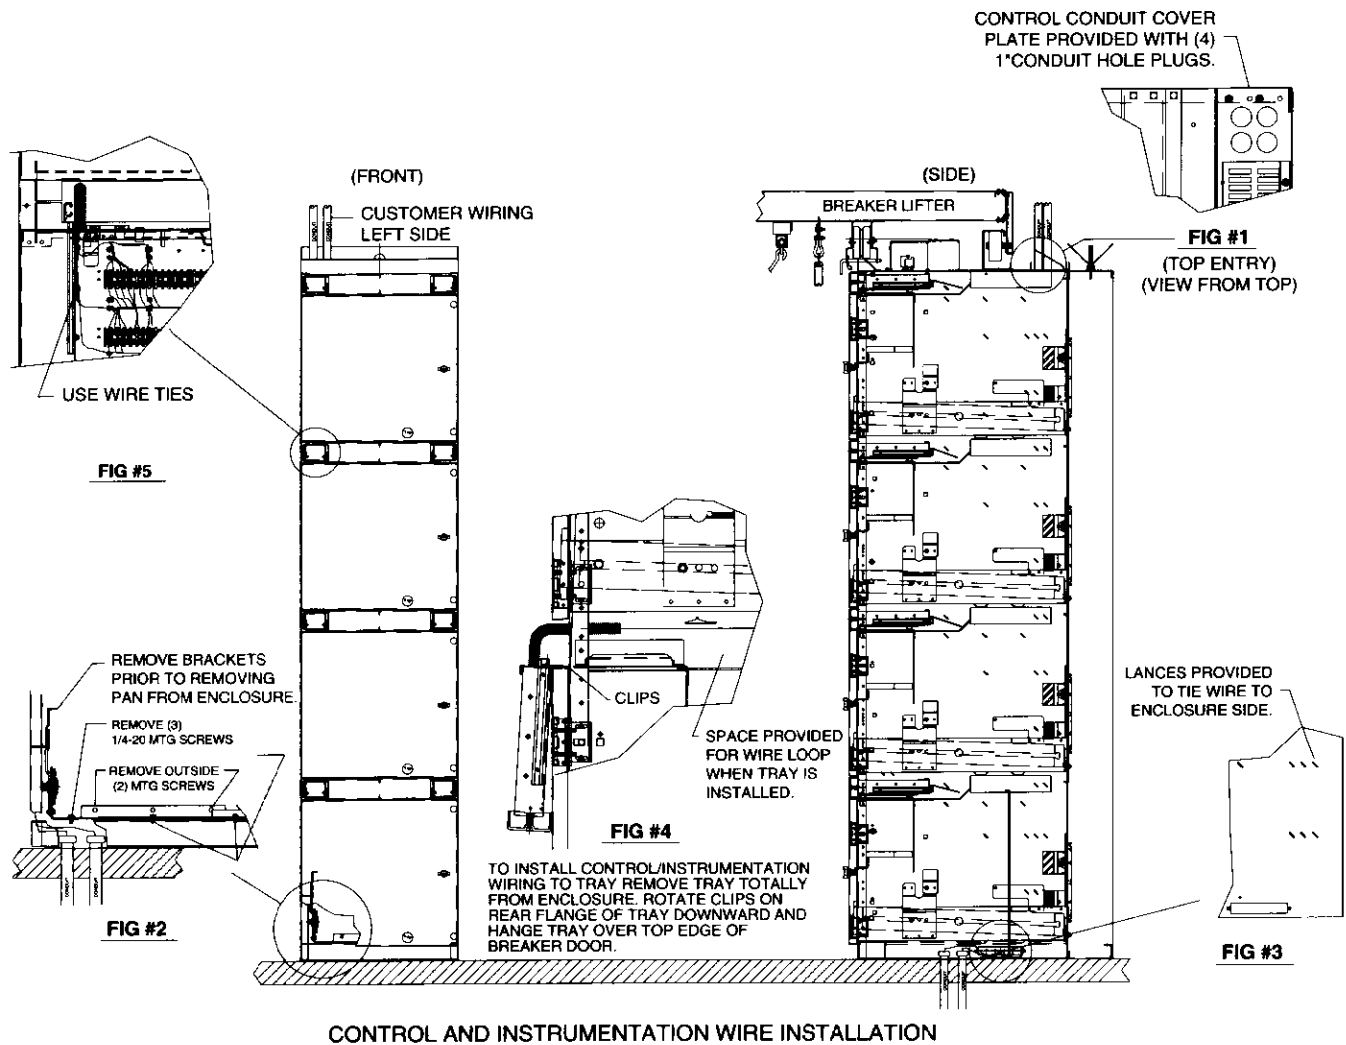 CONTROL CONDUIT COVER
PLATE PROVIDED WITH (4)
1"CONDUIT HOLE PLUGS.
(FRONT)
CUSTOMER WIRING
LEFT SIDE
(SIDE)
BREAKER LIFTER
FIG #1
(TOP ENTRY)
(VIEW FROM TOP)
USE WIRE TIES
FIG #5
REMOVE BRACKETS
PRIOR TO REMOVING
PAN FROM ENCLOSURE.
REMOVE (3)
1/4-20 MTG SCREWS
REMOVE OUTSIDE
(2) MTG SCREWS
FIG #2
CLIPS
SPACE PROVIDED
FOR WIRE LOOP
WHEN TRAY IS
INSTALLED.
FIG #4
TO INSTALL CONTROL/INSTRUMENTATION
WIRING TO TRAY REMOVE TRAY TOTALLY
FROM ENCLOSURE. ROTATE CLIPS ON
REAR FLANGE OF TRAY DOWNWARD AND
HANGE TRAY OVER TOP EDGE OF
BREAKER DOOR.
LANCES PROVIDED
TO TIE WIRE TO
ENCLOSURE SIDE.
FIG #3
CONTROL AND INSTRUMENTATION WIRE INSTALLATION